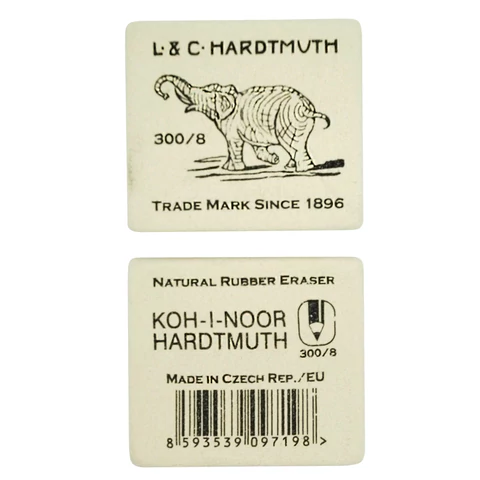 L. & C. HARDTMUTH
300/8
TRADE MARK SINCE 1896
NATURAL RUBBER ERASER
KOH-I-NOOR
HARDTMUTH
300/8
MADE IN CZECH REP./EU
8 593539 097198 >